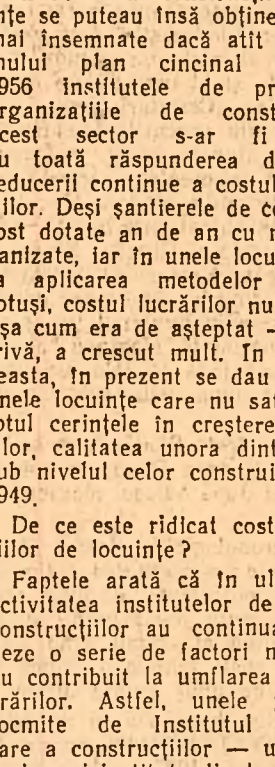 nțe se puteau însă obține
mai însemnate dacă atît
nului plan cincinal
956 institutele de pr
rganizațiile de const
cest sector s-ar fi
u toată răspunderea d
educerii continue a costul
iilor. Deși șantierele de co
ost dotate an de an cu m
anizate, iar în unele locu
a aplicarea metodelor
otuși, costul lucrărilor nu
șa cum era de așteptat —
rivă, a crescut mult. In
easta, în prezent se dau
nele locuințe care nu sat
otul cerințele în creștere
ilor, calitatea unora dint
ub nivelul celor construi
949.
De ce este ridicat cost
iilor de locuințe ?
Faptele arată că în ul
ctivitatea institutelor de
onstrucțiilor au continua
eze o serie de factori n
u contribuit la umflarea
rărilor. Astfel, unele
ocmite de Institutul
are a construcțiilor — u